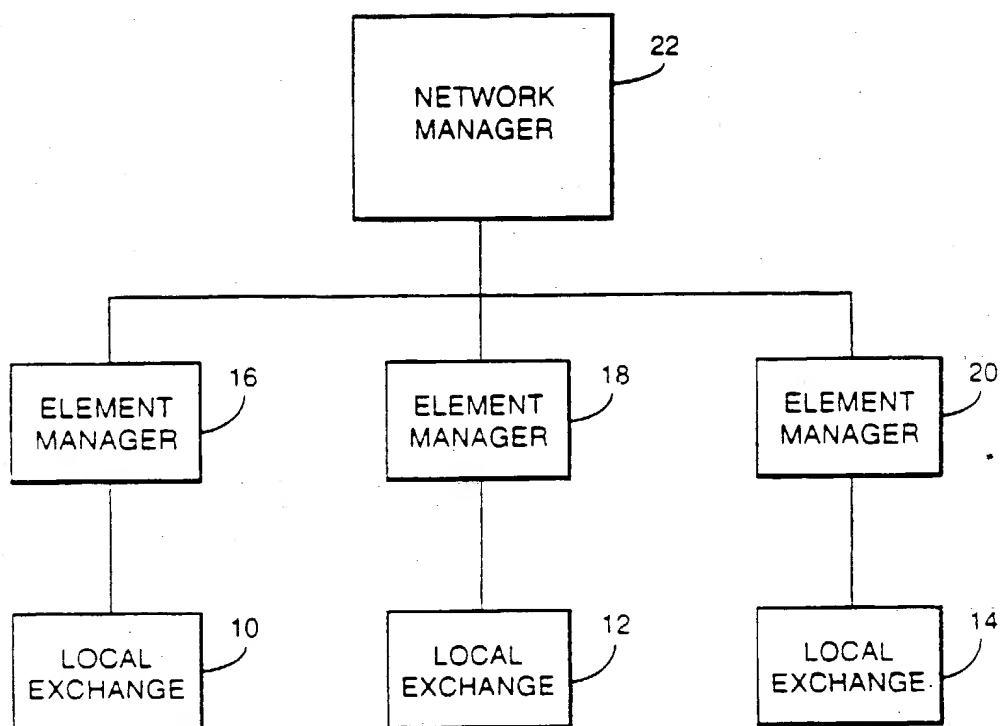 22
NETWORK
MANAGER
16
ELEMENT
MANAGER
18
ELEMENT
MANAGER
20
ELEMENT
MANAGER
10
LOCAL
EXCHANGE
12
LOCAL
EXCHANGE
14
LOCAL
EXCHANGE